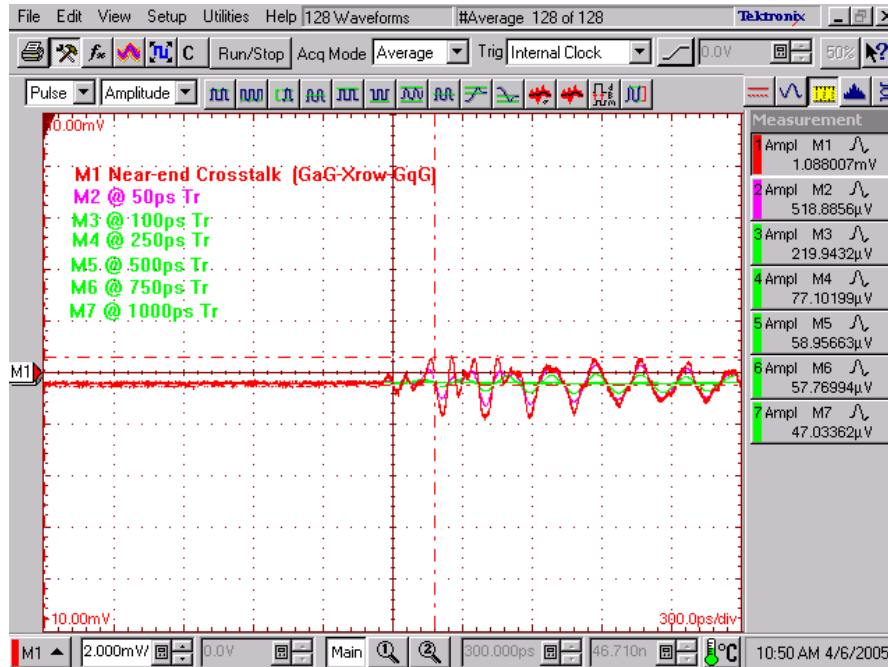 File Edit View Setup Utilities Help 128 Waveforms #Average 128 of 128 Tektronix
fx C Run/Stop Acq Mode Average Trig Internal Clock 0.0V 50% ?
Pulse Amplitude
10.00mV
M1 Near-end Crosstalk (GaG-Xrow-GqG)
M2 @ 50ps Tr
M3 @ 100ps Tr
M4 @ 250ps Tr
M5 @ 500ps Tr
M6 @ 750ps Tr
M7 @ 1000ps Tr
M1
-10.00mV
300.0ps/div
Measurement
1 Ampl M1
1.088007mV
2 Ampl M2
518.8856µV
3 Ampl M3
219.9432µV
4 Ampl M4
77.10199µV
5 Ampl M5
58.95663µV
6 Ampl M6
57.76994µV
7 Ampl M7
47.03362µV
M1 2.000mV/ 0.0V Main 1 2 300.000ps 46.710n °C 10:50 AM 4/6/2005